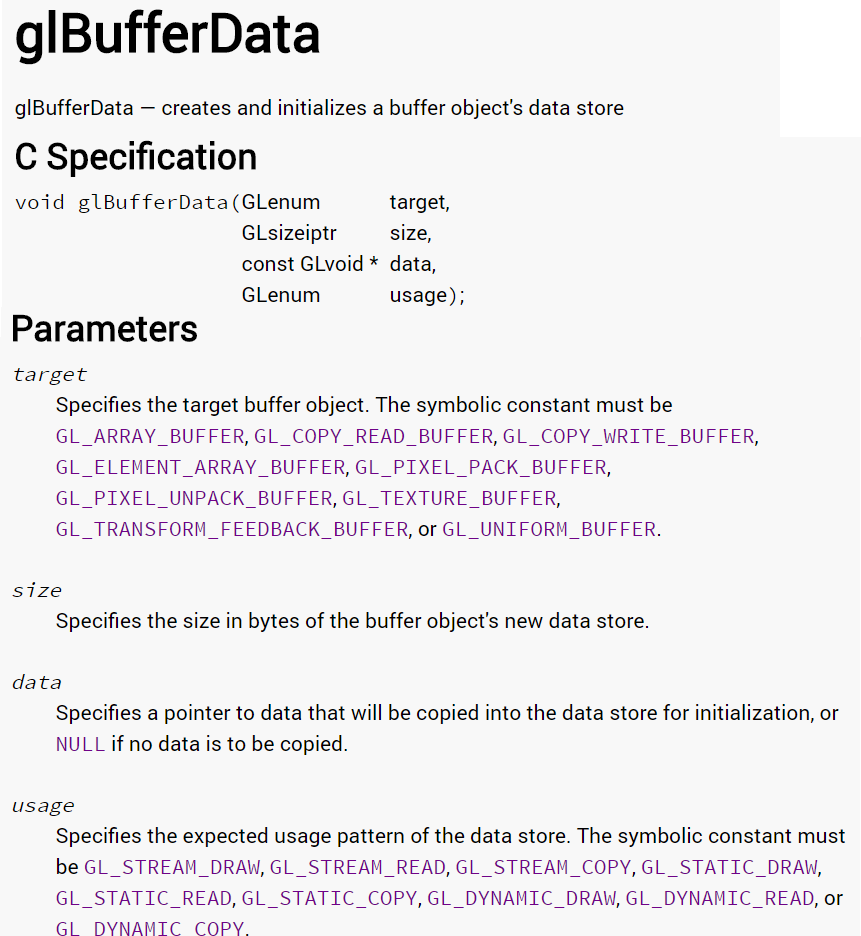 glBufferData
glBufferData — creates and initializes a buffer object's data store
C Specification
void glBufferData(GLenum target,
GLsizeiptr size,
const GLvoid * data,
GLenum usage);
Parameters
target
Specifies the target buffer object. The symbolic constant must be
GL_ARRAY_BUFFER, GL_COPY_READ_BUFFER, GL_COPY_WRITE_BUFFER,
GL_ELEMENT_ARRAY_BUFFER, GL_PIXEL_PACK_BUFFER,
GL_PIXEL_UNPACK_BUFFER, GL_TEXTURE_BUFFER,
GL_TRANSFORM_FEEDBACK_BUFFER, or GL_UNIFORM_BUFFER.
size
Specifies the size in bytes of the buffer object's new data store.
data
Specifies a pointer to data that will be copied into the data store for initialization, or
NULL if no data is to be copied.
usage
Specifies the expected usage pattern of the data store. The symbolic constant must
be GL_STREAM_DRAW, GL_STREAM_READ, GL_STREAM_COPY, GL_STATIC_DRAW,
GL_STATIC_READ, GL_STATIC_COPY, GL_DYNAMIC_DRAW, GL_DYNAMIC_READ, or
GL_DYNAMIC_COPY.